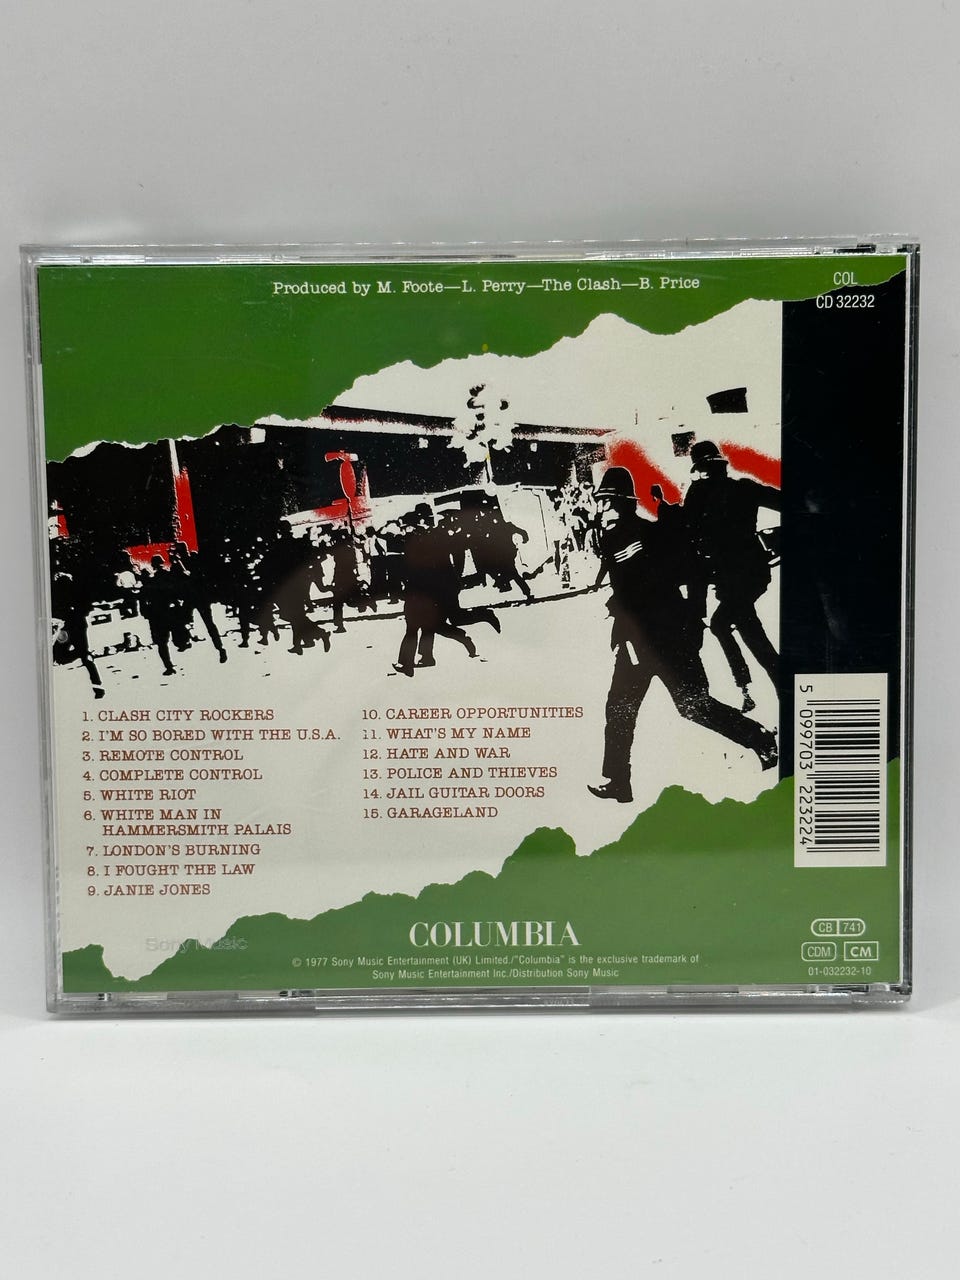 Produced by M. Foote—L. Perry—The Clash—B. Price
COL
CD 32232
1. CLASH CITY ROCKERS
2. I'M SO BORED WITH THE U.S.A.
3. REMOTE CONTROL
4. COMPLETE CONTROL
5. WHITE RIOT
6. WHITE MAN IN
HAMMERSMITH PALAIS
7. LONDON'S BURNING
8. I FOUGHT THE LAW
9. JANIE JONES
10. CAREER OPPORTUNITIES
11. WHAT'S MY NAME
12. HATE AND WAR
13. POLICE AND THIEVES
14. JAIL GUITAR DOORS
15. GARAGELAND
5 099703 223224
Sony Music
COLUMBIA
© 1977 Sony Music Entertainment (UK) Limited./"Columbia" is the exclusive trademark of
Sony Music Entertainment Inc./Distribution Sony Music
CB 741
CDM CM
01-032232-10